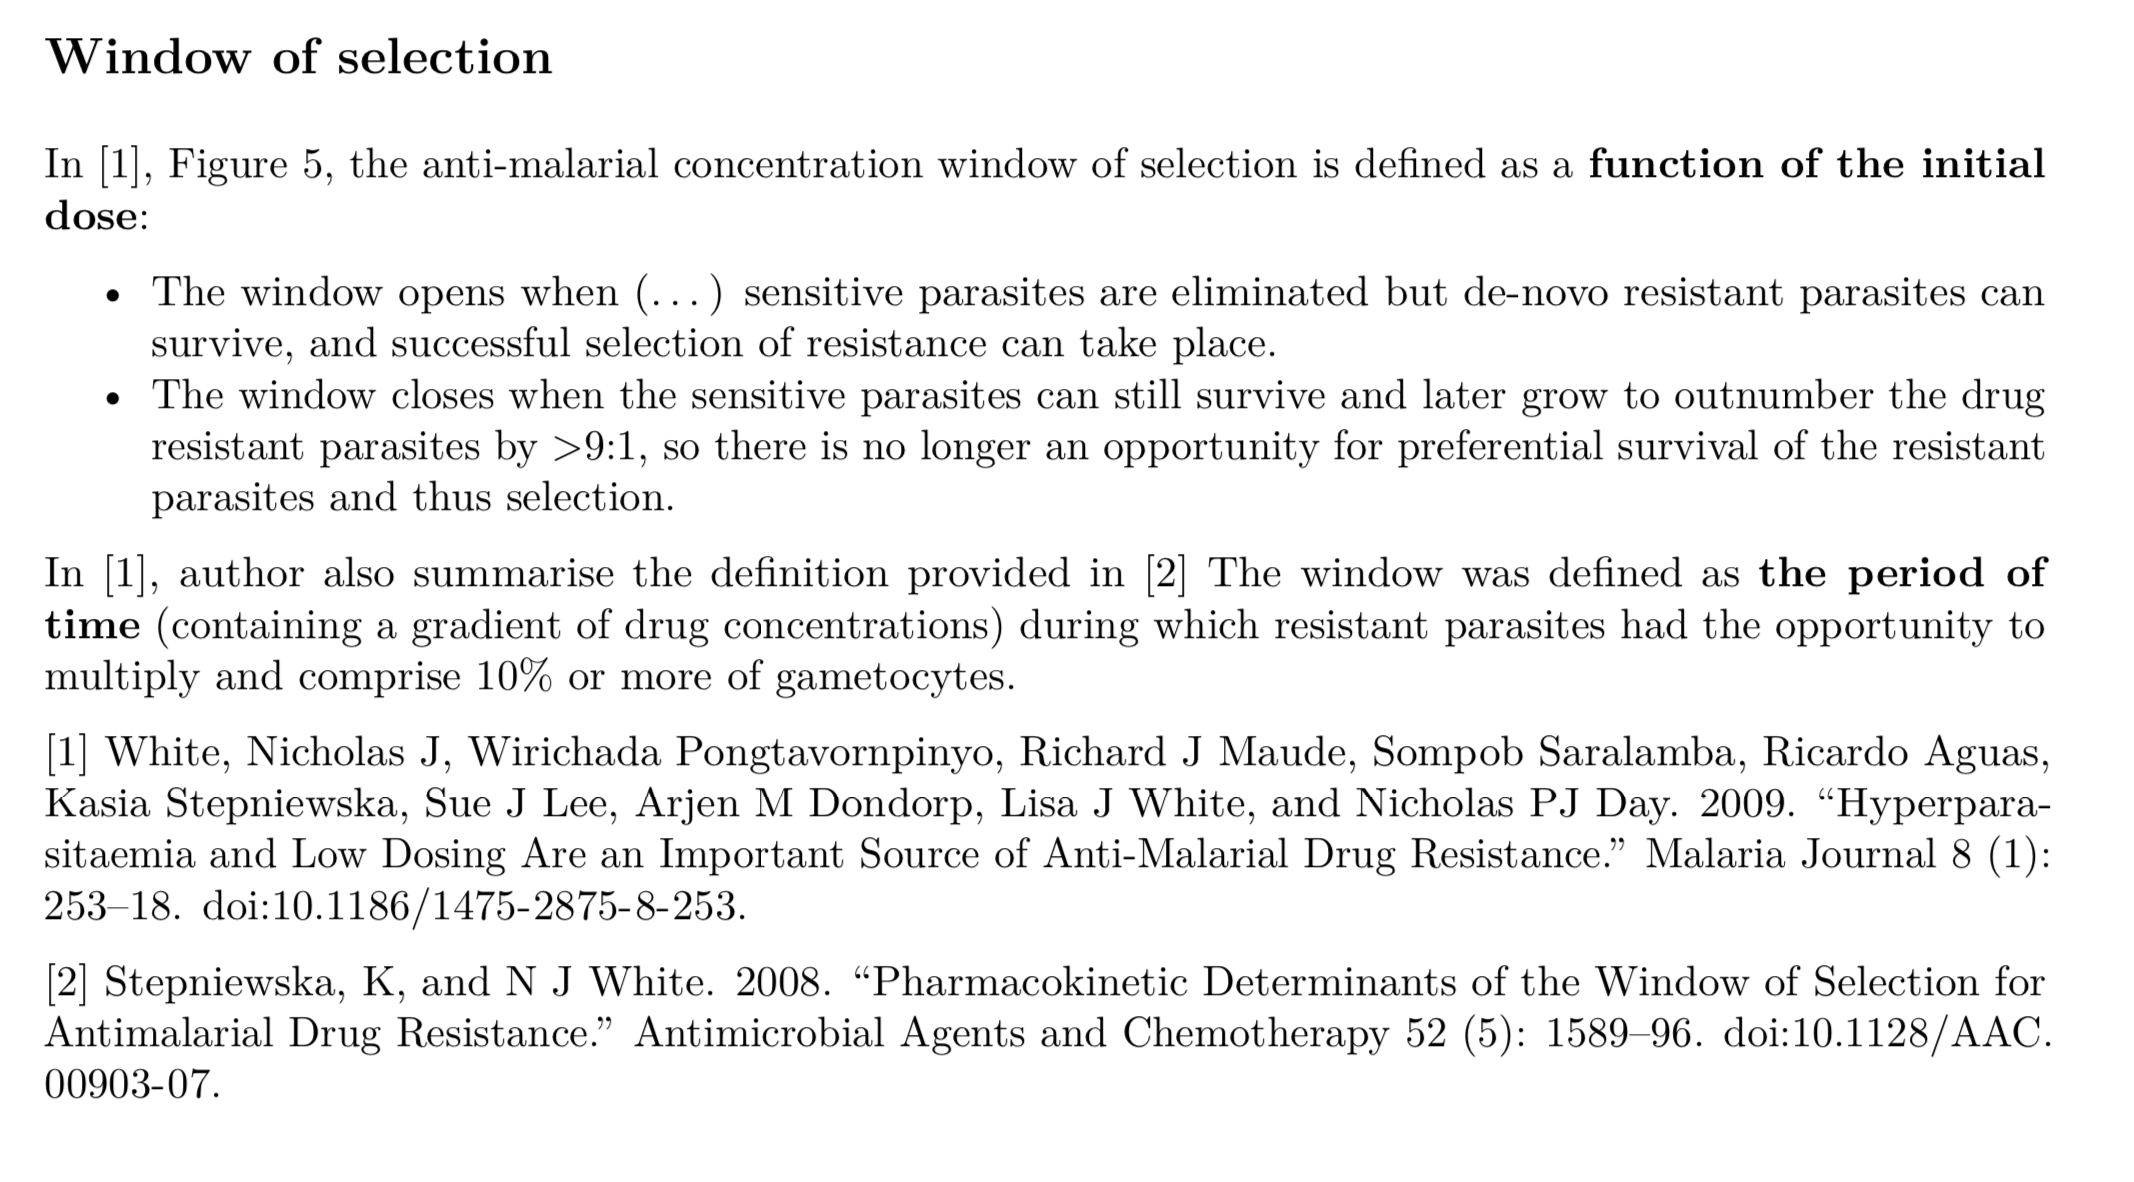 Window of selection
In [1], Figure 5, the anti-malarial concentration window of selection is defined as a function of the initial
dose:
• The window opens when (...) sensitive parasites are eliminated but de-novo resistant parasites can
survive, and successful selection of resistance can take place.
• The window closes when the sensitive parasites can still survive and later grow to outnumber the drug
resistant parasites by >9:1, so there is no longer an opportunity for preferential survival of the resistant
parasites and thus selection.
In [1], author also summarise the definition provided in [2] The window was defined as the period of
time (containing a gradient of drug concentrations) during which resistant parasites had the opportunity to
multiply and comprise 10% or more of gametocytes.
[1] White, Nicholas J, Wirichada Pongtavornpinyo, Richard J Maude, Sompob Saralamba, Ricardo Aguas,
Kasia Stepniewska, Sue J Lee, Arjen M Dondorp, Lisa J White, and Nicholas PJ Day. 2009. “Hyperpara-
sitaemia and Low Dosing Are an Important Source of Anti-Malarial Drug Resistance.” Malaria Journal 8 (1):
253–18. doi:10.1186/1475-2875-8-253.
[2] Stepniewska, K, and N J White. 2008. “Pharmacokinetic Determinants of the Window of Selection for
Antimalarial Drug Resistance.” Antimicrobial Agents and Chemotherapy 52 (5): 1589–96. doi:10.1128/AAC.
00903-07.